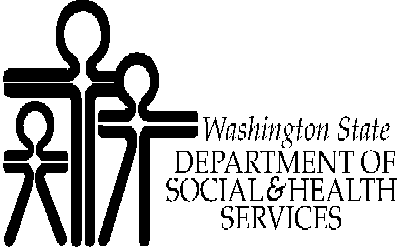 Washington State
DEPARTMENT OF
SOCIAL & HEALTH
SERVICES